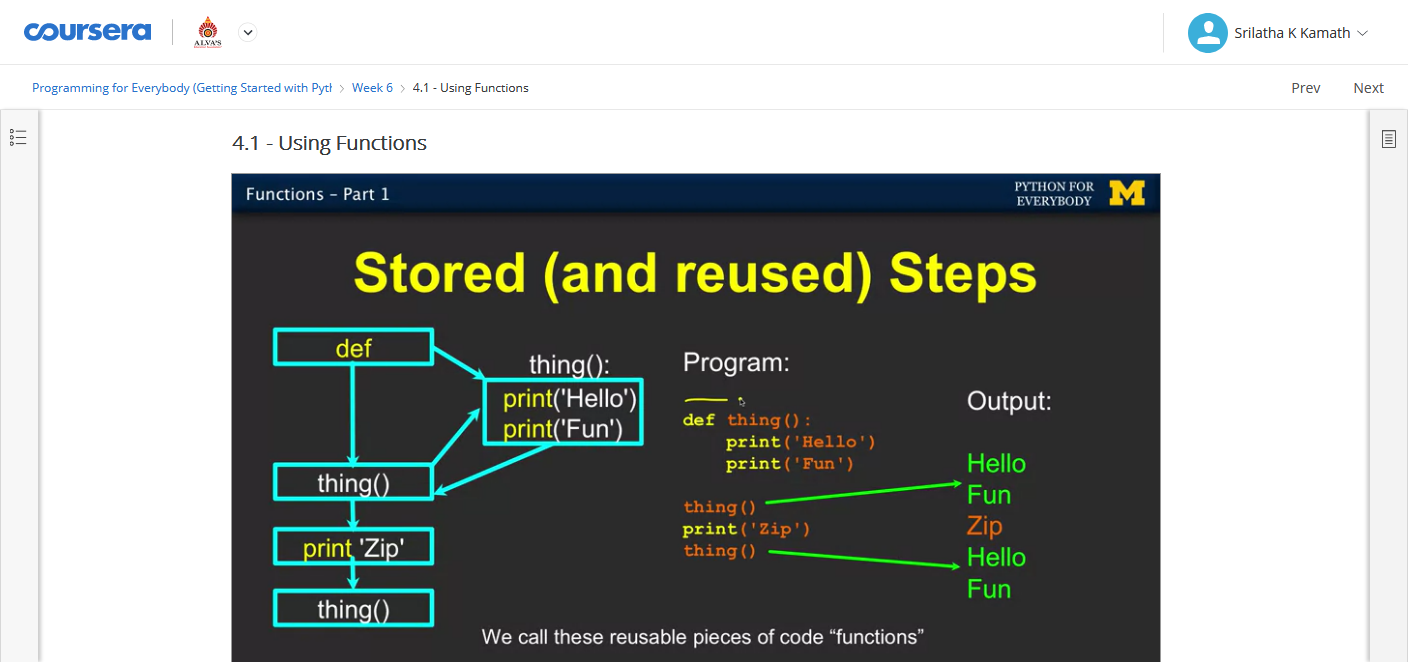 coursera
ALVA'S
Srilatha K Kamath
Programming for Everybody (Getting Started with Pyth
Week 6
4.1 - Using Functions
Prev
Next
4.1 - Using Functions
Functions – Part 1
PYTHON FOR
EVERYBODY
M
Stored (and reused) Steps
def
thing():
print('Hello')
print('Fun')
thing()
print 'Zip'
thing()
Program:
def thing():
print('Hello')
print('Fun')
thing()
print('Zip')
thing()
Output:
Hello
Fun
Zip
Hello
Fun
We call these reusable pieces of code “functions”